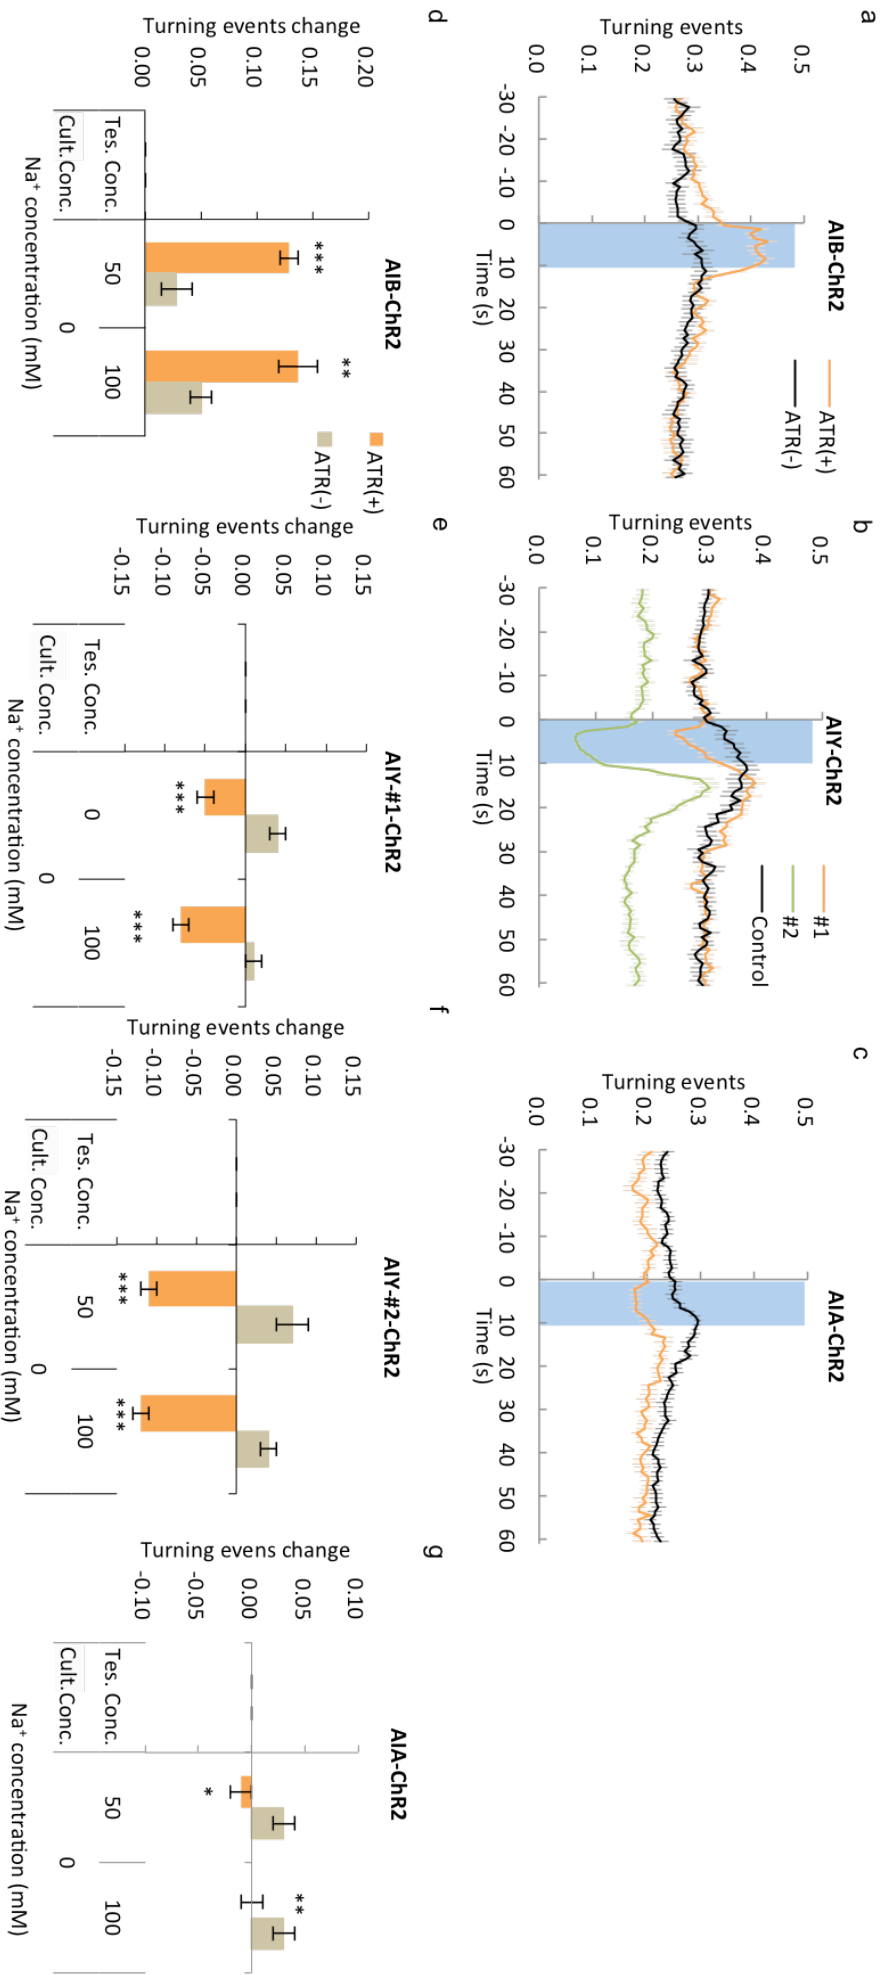 a
AIB-ChR2
Turning events
0.5
0.4
0.3
0.2
0.1
0.0
-30 -20 -10 0 10 20 30 40 50 60
Time (s)
ATR(+)
ATR(-)
b
AIY-ChR2
Turning events
0.5
0.4
0.3
0.2
0.1
0.0
-30 -20 -10 0 10 20 30 40 50 60
Time (s)
#1
#2
Control
c
AIA-ChR2
Turning events
0.5
0.4
0.3
0.2
0.1
0.0
-30 -20 -10 0 10 20 30 40 50 60
Time (s)
d
AIB-ChR2
Turning events change
0.20
0.15
0.10
0.05
0.00
*** **
ATR(+)
ATR(-)
Tes. Conc. 50 100
Cult.Conc. 0
Na⁺ concentration (mM)
e
AIY-#1-ChR2
Turning events change
0.15
0.10
0.05
0.00
-0.05
-0.10
-0.15
*** ***
Tes. Conc. 0 100
Cult. Conc. 0
Na⁺ concentration (mM)
f
AIY-#2-ChR2
Turning events change
0.15
0.10
0.05
0.00
-0.05
-0.10
-0.15
*** ***
Tes. Conc. 50 100
Cult. Conc. 0
Na⁺ concentration (mM)
g
AIA-ChR2
Turning evens change
0.10
0.05
0.00
-0.05
-0.10
* **
Tes. Conc. 50 100
Cult.Conc. 0
Na⁺ concentration (mM)